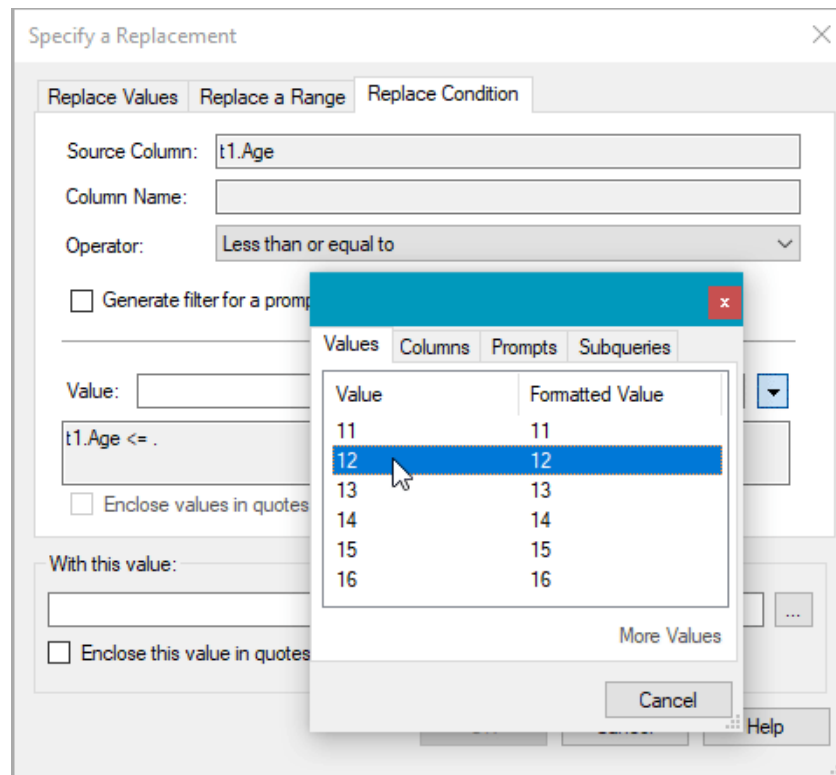 Specify a Replacement
Replace Values Replace a Range Replace Condition
Source Column: t1.Age
Column Name:
Operator: Less than or equal to
Generate filter for a
x
Values Columns Prompts Subqueries
Value:
Value Formatted Value
t1.Age <= .
11 11
12 12
13 13
14 14
15 15
16 16
Enclose values in quotes
With this value:
...
More Values
Enclose this value in quotes
Cancel
Help